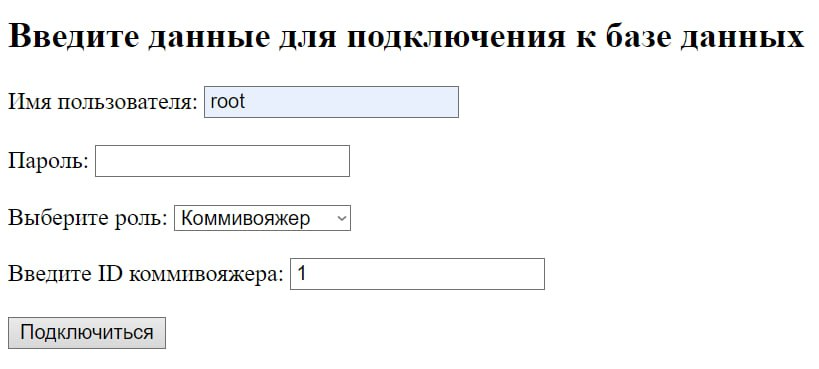 Введите данные для подключения к базе данных
Имя пользователя: root
Пароль:
Выберите роль: Коммивояжер
Введите ID коммивояжера: 1
Подключиться